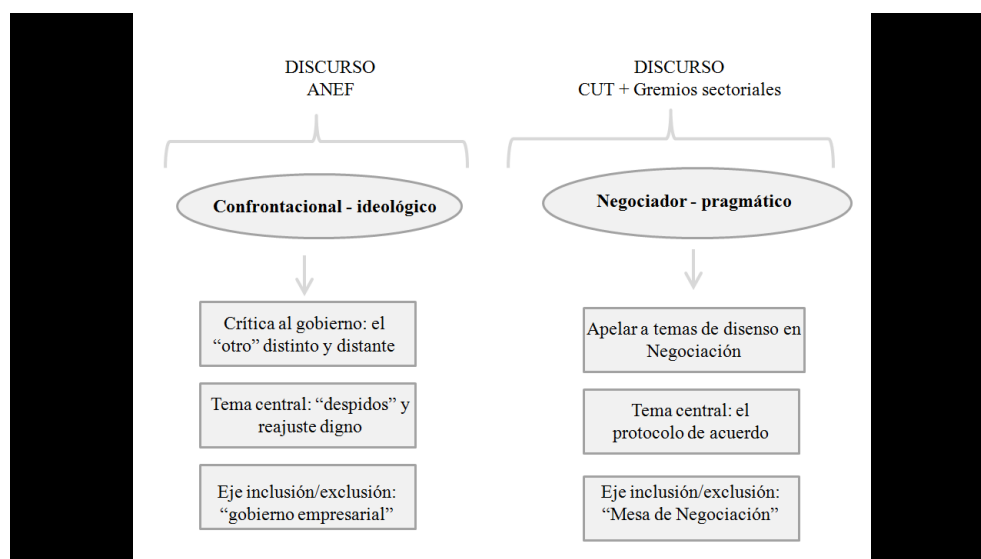 DISCURSO
ANEF
Confrontacional - ideológico
Crítica al gobierno: el
“otro” distinto y distante
Tema central: “despidos” y
reajuste digno
Eje inclusión/exclusión:
“gobierno empresarial”
DISCURSO
CUT + Gremios sectoriales
Negociador - pragmático
Apelar a temas de disenso en
Negociación
Tema central: el
protocolo de acuerdo
Eje inclusión/exclusión:
“Mesa de Negociación”